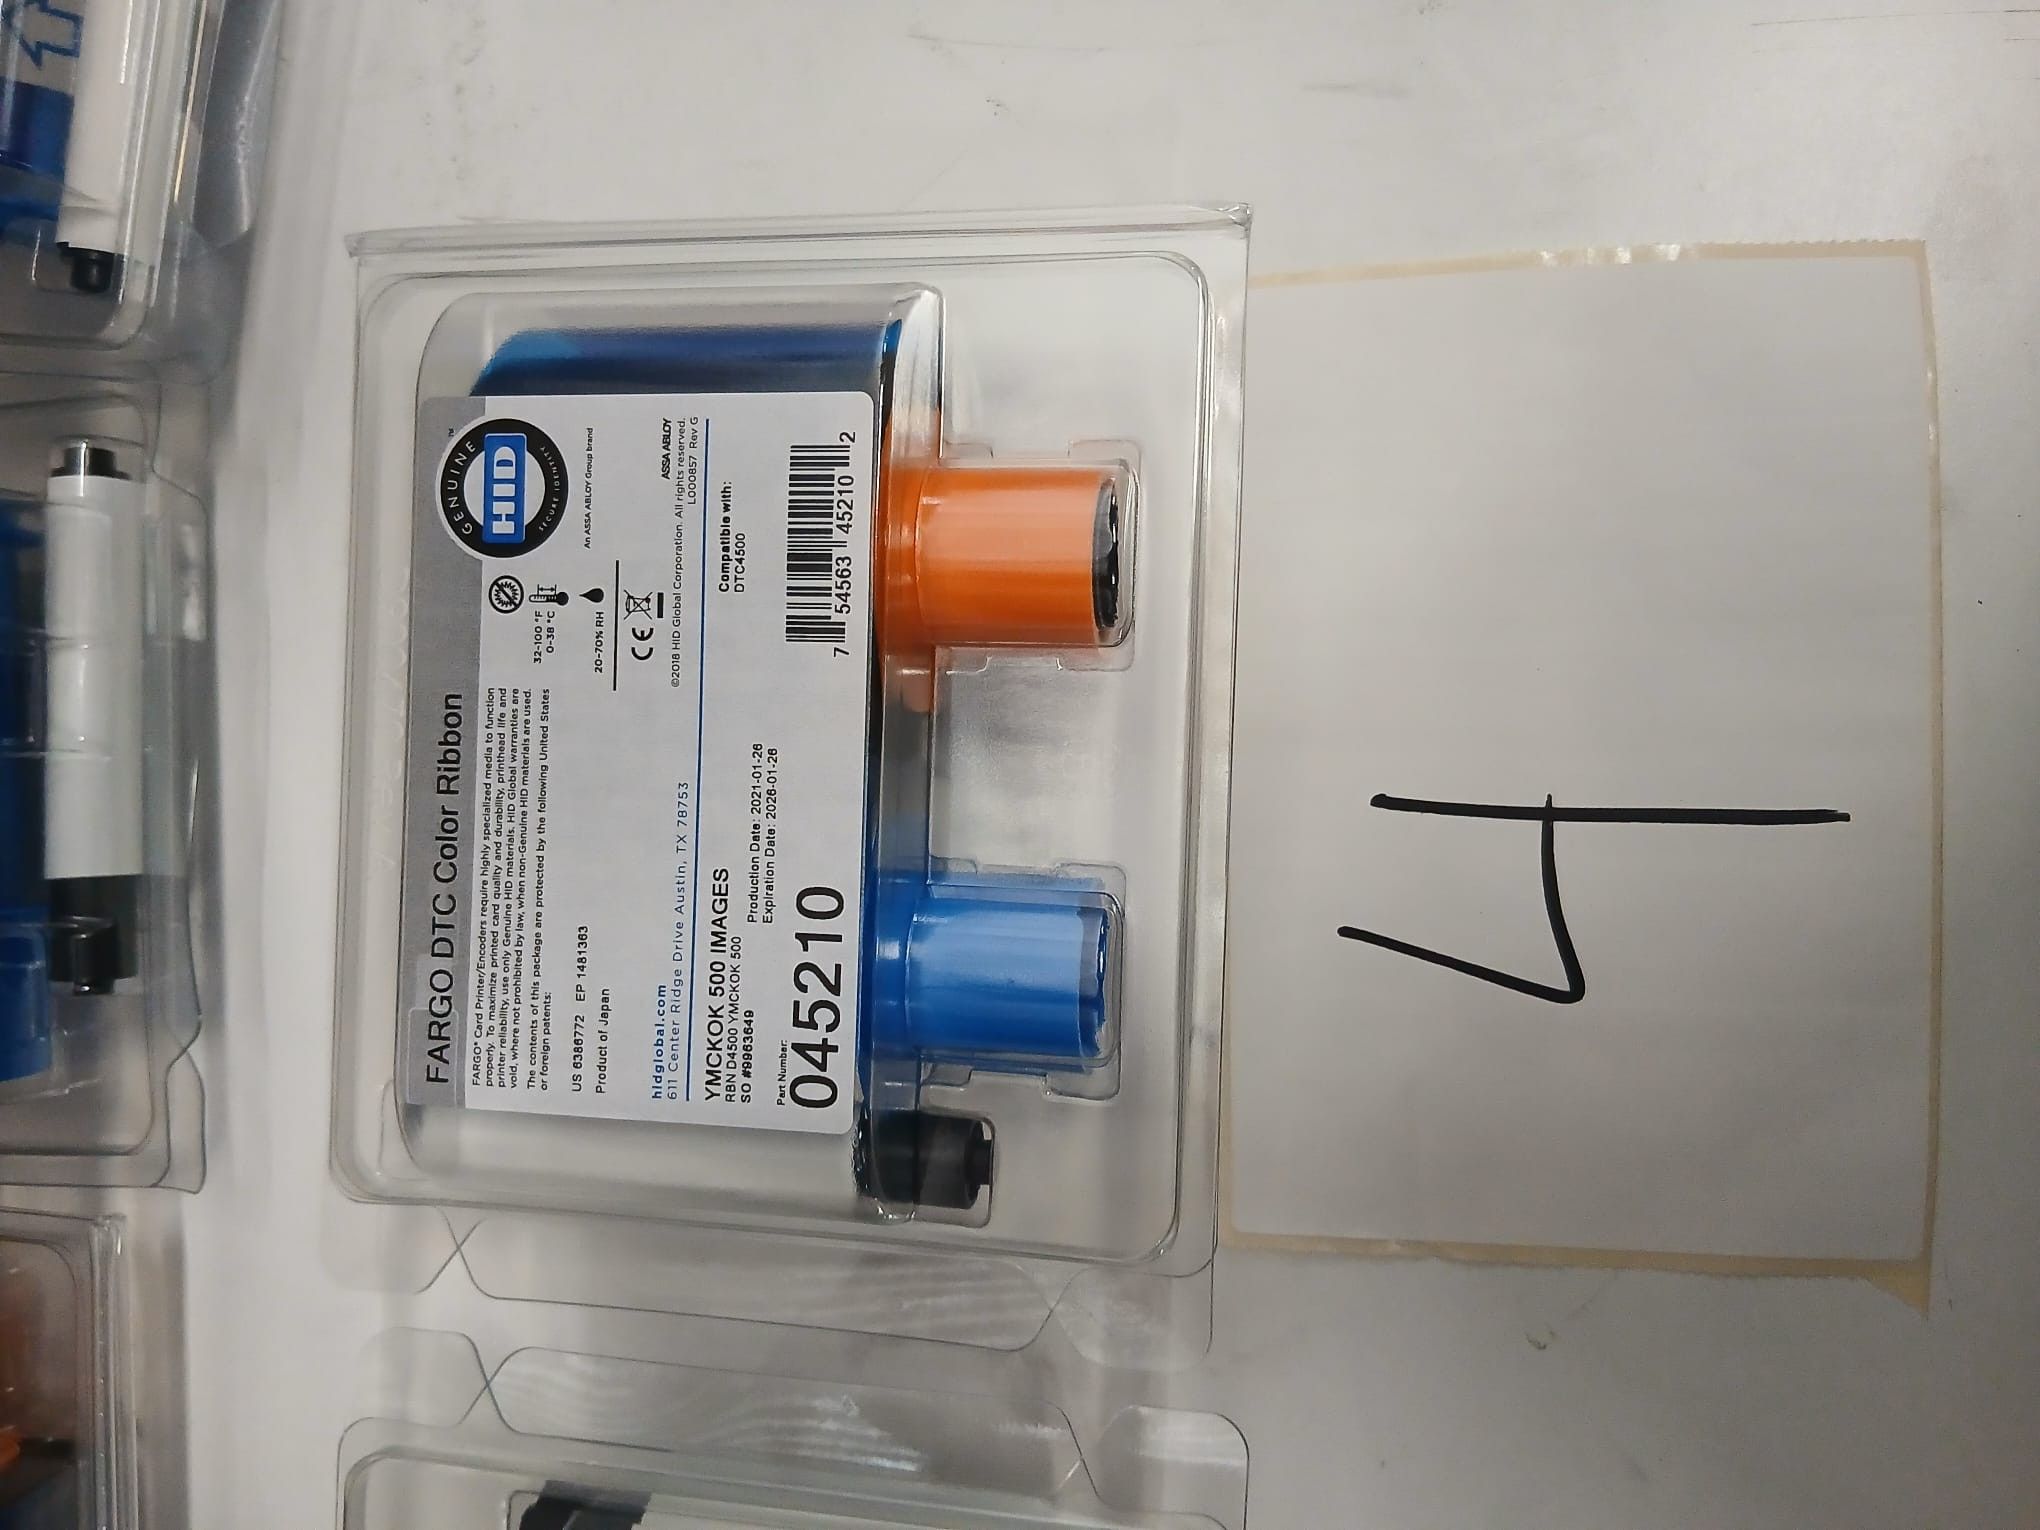 FARGO DTC Color Ribbon
FARGO® Card Printer/Encoders require highly specialized media to function
properly. To maximize printed card quality and durability, printhead life and
printer reliability, use only Genuine HID materials. HID Global warranties are
void, where not prohibited by law, when non-Genuine HID materials are used.
The contents of this package are protected by the following United States
or foreign patents:
US 6386772 EP 1481363
Product of Japan
GENUINE
HID
SECURE IDENTITY
TM
32-100 °F
0-38 °C
20-70% RH
CE
An ASSA ABLOY Group brand
ASSA ABLOY
©2018 HID Global Corporation. All rights reserved.
L000857 Rev G
hidglobal.com
611 Center Ridge Drive Austin, TX 78753
YMCKOK 500 IMAGES
RBN D4500 YMCKOK 500
SO #9963649
Production Date: 2021-01-26
Expiration Date: 2026-01-26
Compatible with:
DTC4500
Part Number:
045210
7 54563 45210 2
4